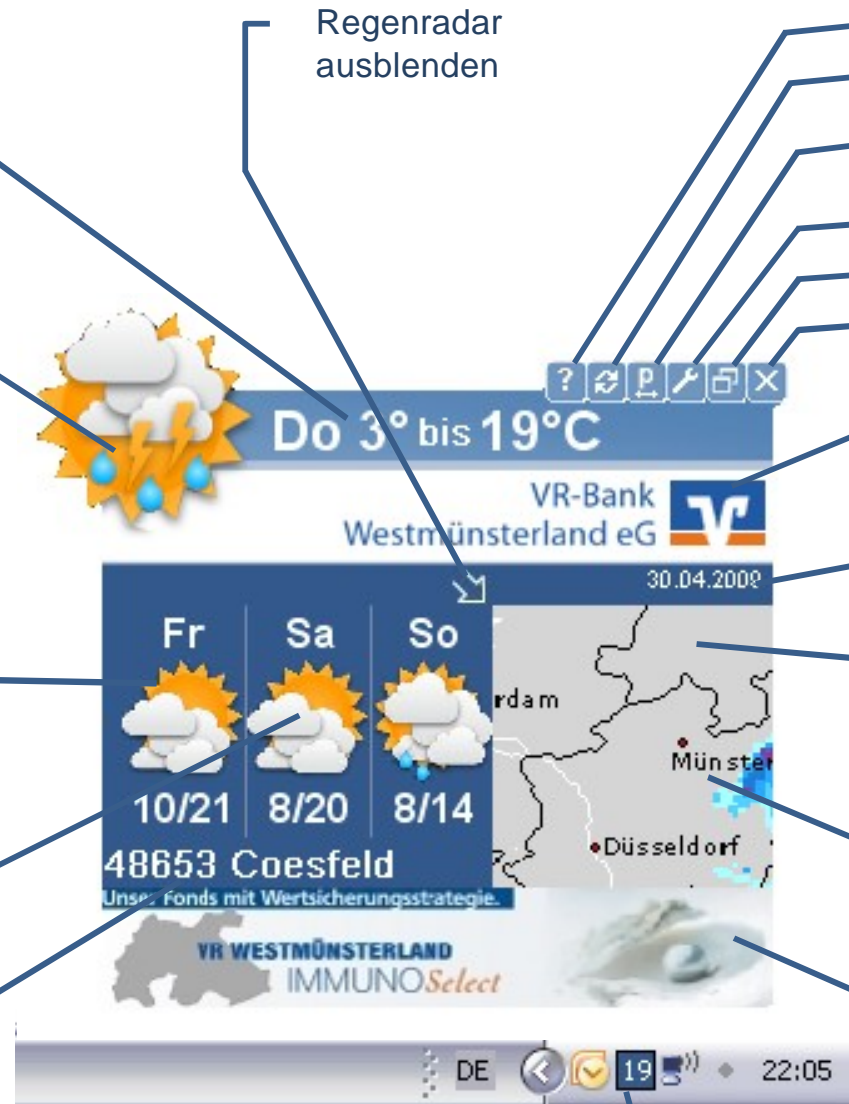 Regenradar
ausblenden
?
P
Do 3° bis 19°C
VR-Bank
Westmünsterland eG
30.04.2009
Fr Sa So
rdam
Münster
10/21 8/20 8/14
Düsseldorf
48653 Coesfeld
Unser Fonds mit Wertsicherungsstrategie.
VR WESTMÜNSTERLAND
IMMUNOSelect
DE 19 22:05